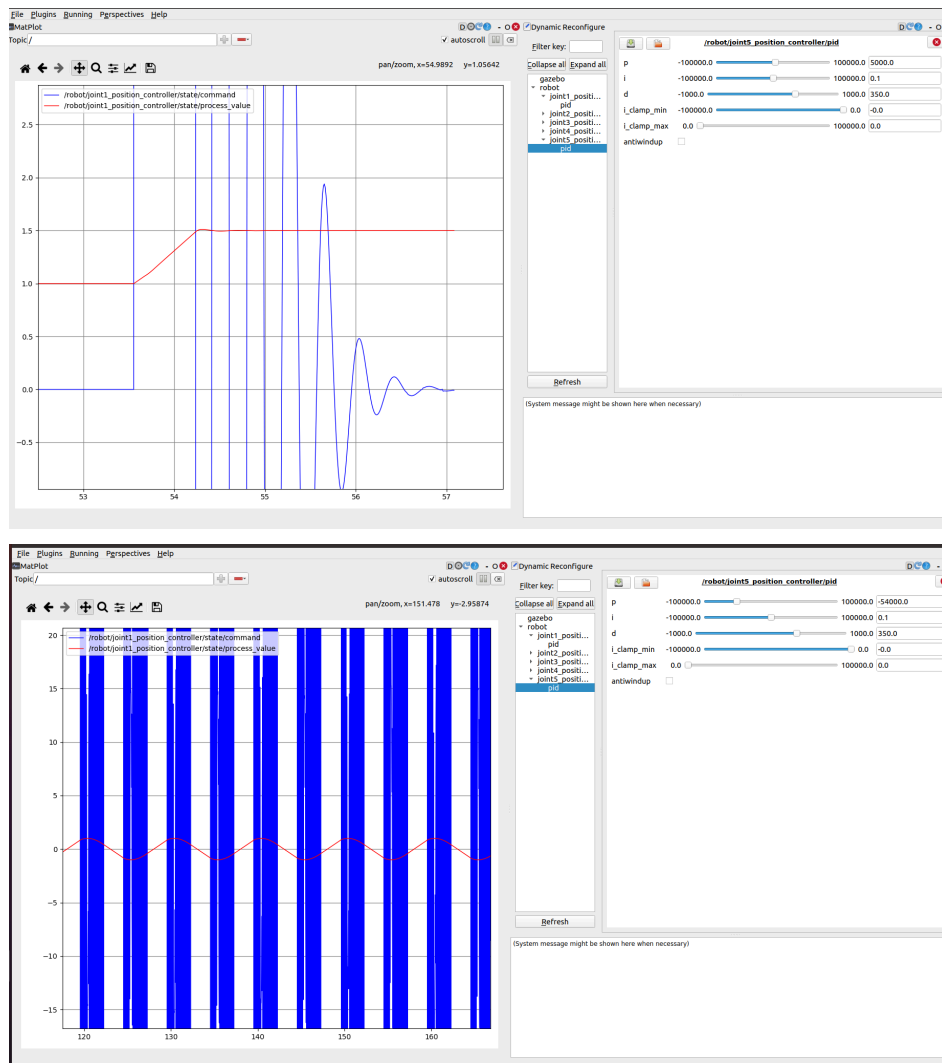 File Plugins Running Perspectives Help
MatPlot
D - O
Dynamic Reconfigure
D -
Topic /
autoscroll
pan/zoom, x=54.9892 y=1.05642
/robot/joint1_position_controller/state/command
/robot/joint1_position_controller/state/process_value
2.5
2.0
1.5
1.0
0.5
0.0
−0.5
53 54 55 56 57
Filter key:
Collapse all Expand all
gazebo
robot
joint1_positi...
pid
joint2_positi...
joint3_positi...
joint4_positi...
joint5_positi...
pid
Refresh
/robot/joint5_position_controller/pid
p -100000.0 100000.0 5000.0
i -100000.0 100000.0 0.1
d -1000.0 1000.0 350.0
i_clamp_min -100000.0 0.0 -0.0
i_clamp_max 0.0 100000.0 0.0
antiwindup
(System message might be shown here when necessary)
File Plugins Running Perspectives Help
MatPlot
D - O
Dynamic Reconfigure
D -
Topic /
autoscroll
pan/zoom, x=151.478 y=-2.95874
/robot/joint1_position_controller/state/command
/robot/joint1_position_controller/state/process_value
20
15
10
5
0
−5
−10
−15
120 130 140 150 160
Filter key:
Collapse all Expand all
gazebo
robot
joint1_positi...
pid
joint2_positi...
joint3_positi...
joint4_positi...
joint5_positi...
pid
Refresh
/robot/joint5_position_controller/pid
p -100000.0 100000.0 -54000.0
i -100000.0 100000.0 0.1
d -1000.0 1000.0 350.0
i_clamp_min -100000.0 0.0 -0.0
i_clamp_max 0.0 100000.0 0.0
antiwindup
(System message might be shown here when necessary)